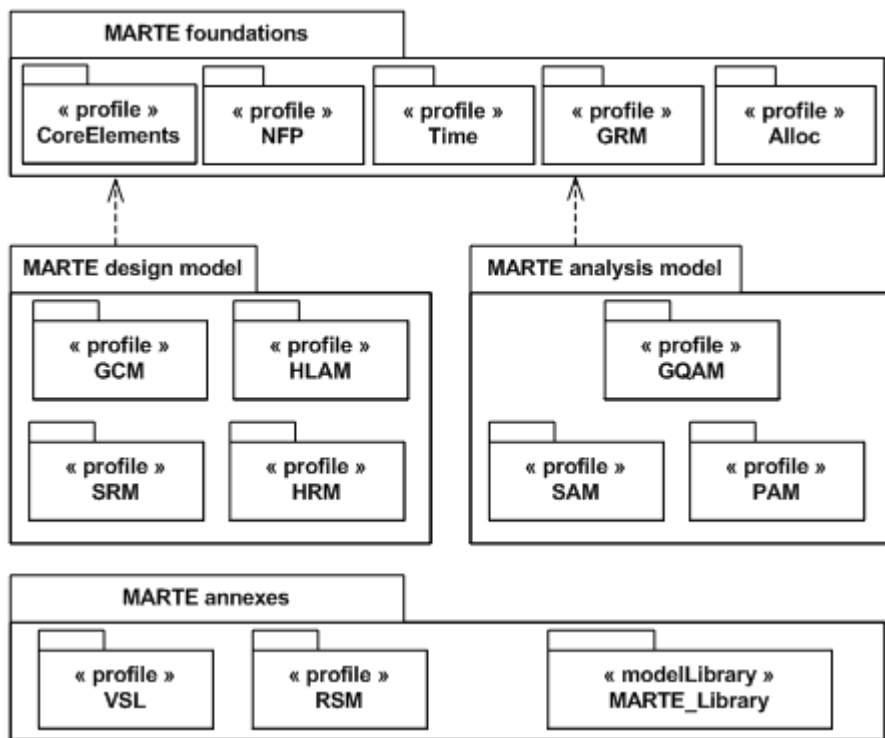 MARTE foundations
« profile »
CoreElements
« profile »
NFP
« profile »
Time
« profile »
GRM
« profile »
Alloc
MARTE design model
« profile »
GCM
« profile »
HLAM
« profile »
SRM
« profile »
HRM
MARTE analysis model
« profile »
GQAM
« profile »
SAM
« profile »
PAM
MARTE annexes
« profile »
VSL
« profile »
RSM
« modelLibrary »
MARTE_Library